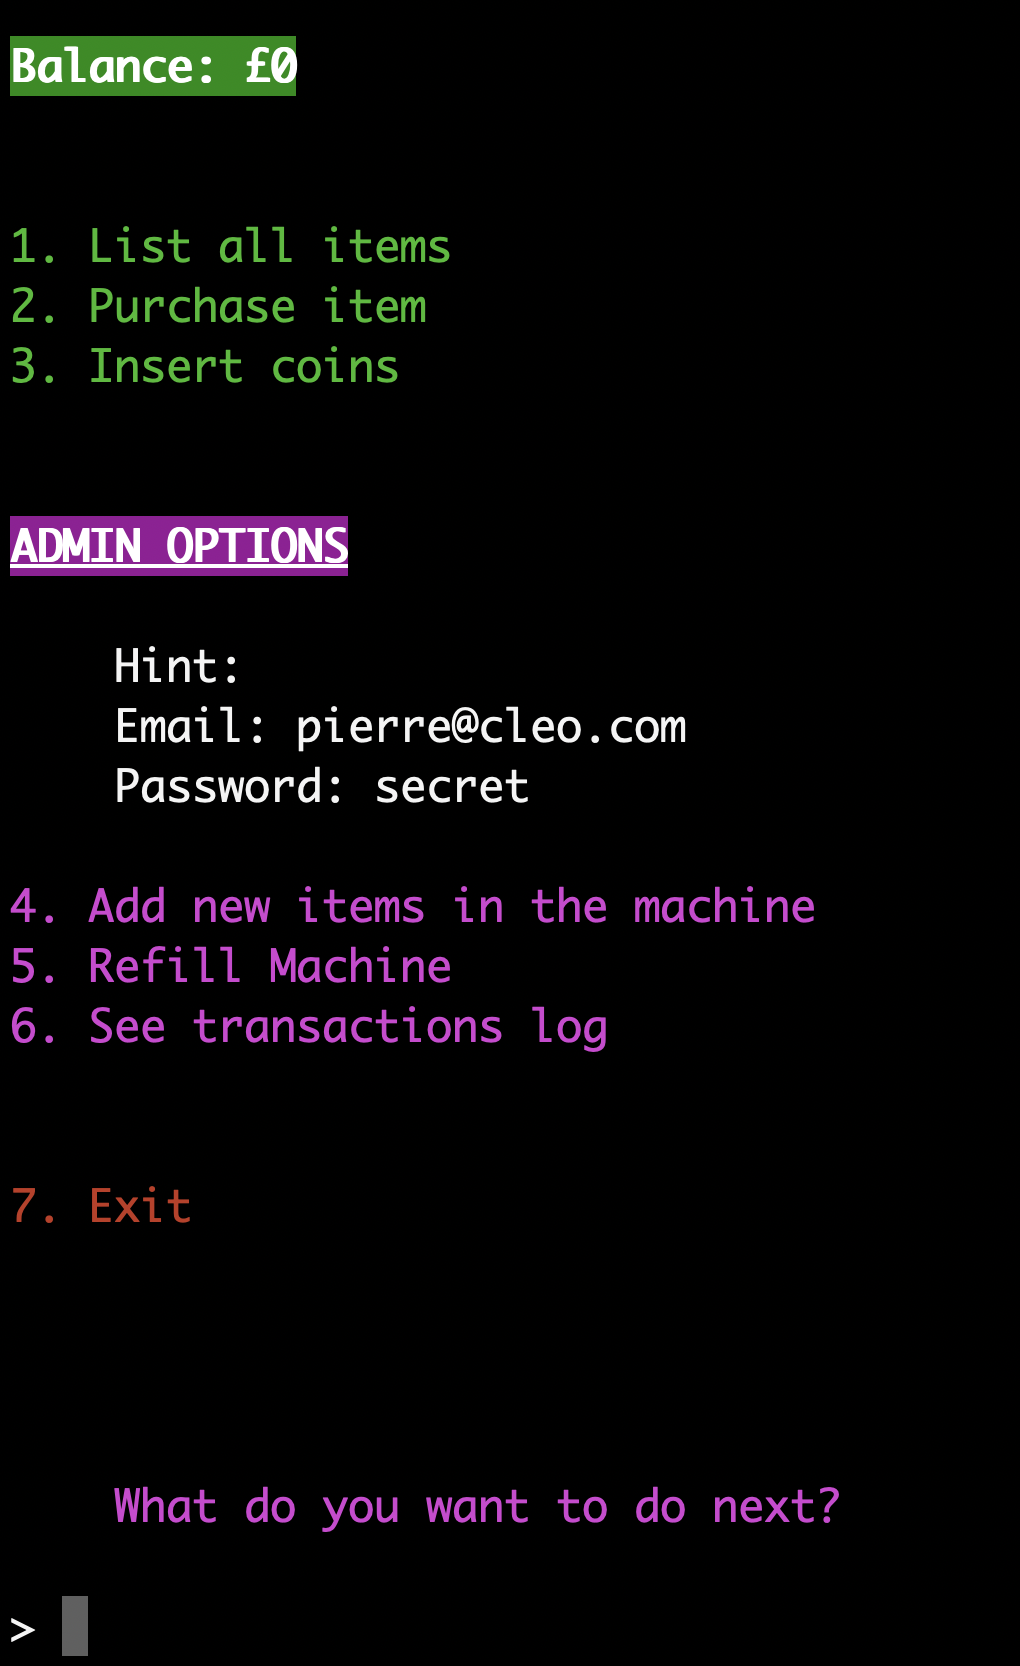 Balance: £0
1. List all items
2. Purchase item
3. Insert coins
ADMIN OPTIONS
Hint:
Email: pierre@cleo.com
Password: secret
4. Add new items in the machine
5. Refill Machine
6. See transactions log
7. Exit
What do you want to do next?
>